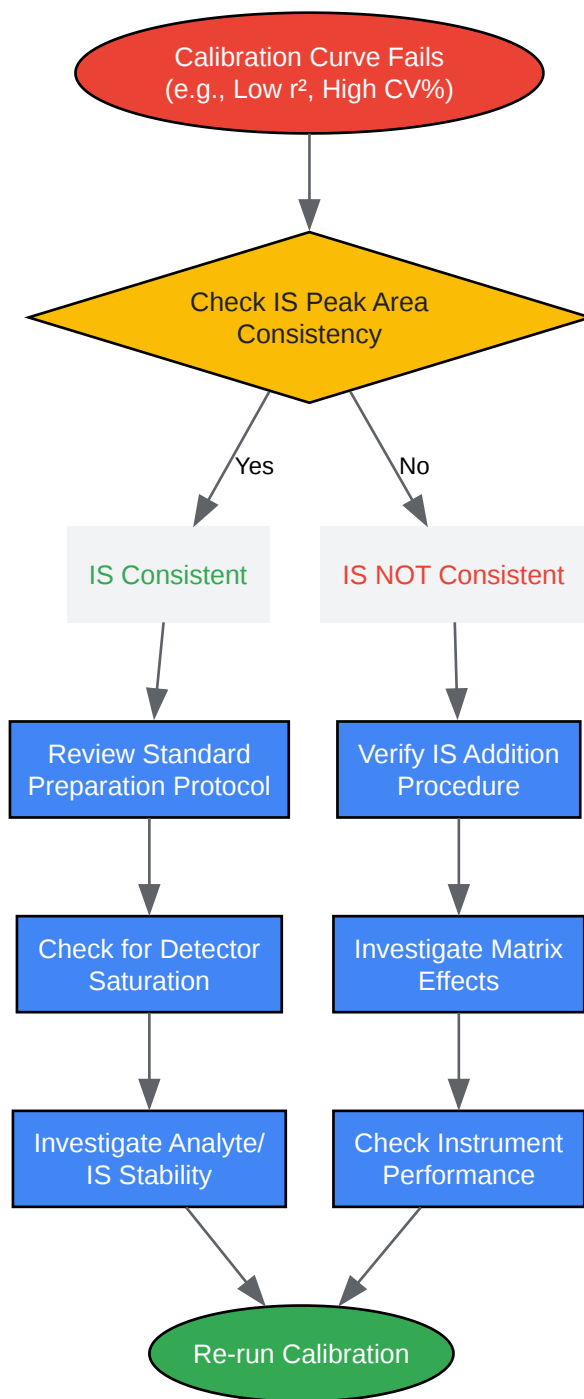 Calibration Curve Fails
(e.g., Low r², High CV%)
Check IS Peak Area
Consistency
Yes
No
IS Consistent
IS NOT Consistent
Review Standard
Preparation Protocol
Verify IS Addition
Procedure
Check for Detector
Saturation
Investigate Matrix
Effects
Investigate Analyte/
IS Stability
Check Instrument
Performance
Re-run Calibration